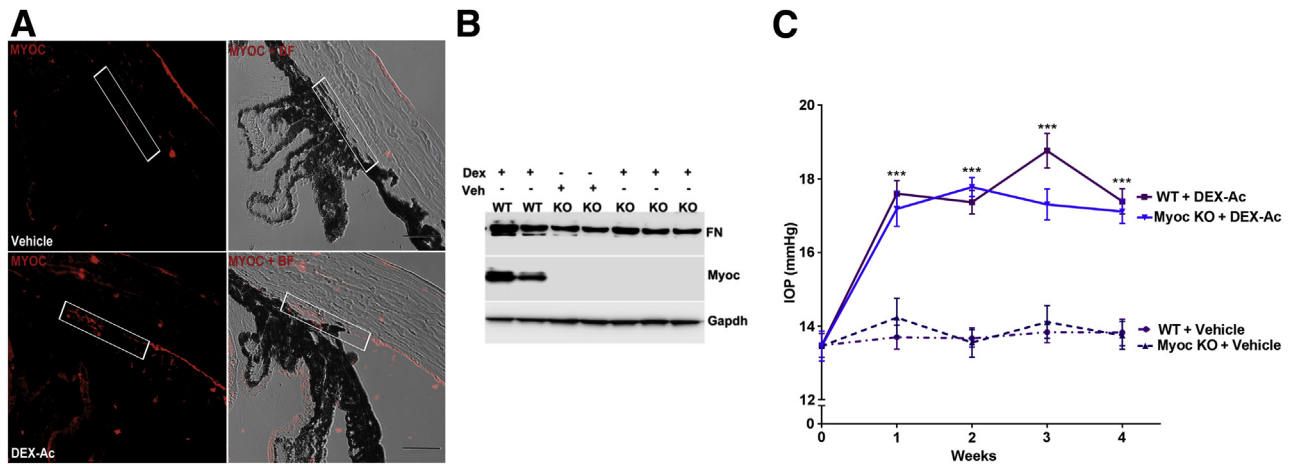 A
MYOC
MYOC + BF
Vehicle
MYOC
MYOC + BF
DEX-Ac
B
Dex + + - - + + +
Veh - - + + - - -
WT WT KO KO KO KO KO
FN
Myoc
Gapdh
C
IOP (mmHg)
20
18
16
14
12
0
*** *** *** ***
WT + DEX-Ac
Myoc KO + DEX-Ac
WT + Vehicle
Myoc KO + Vehicle
0 1 2 3 4
Weeks